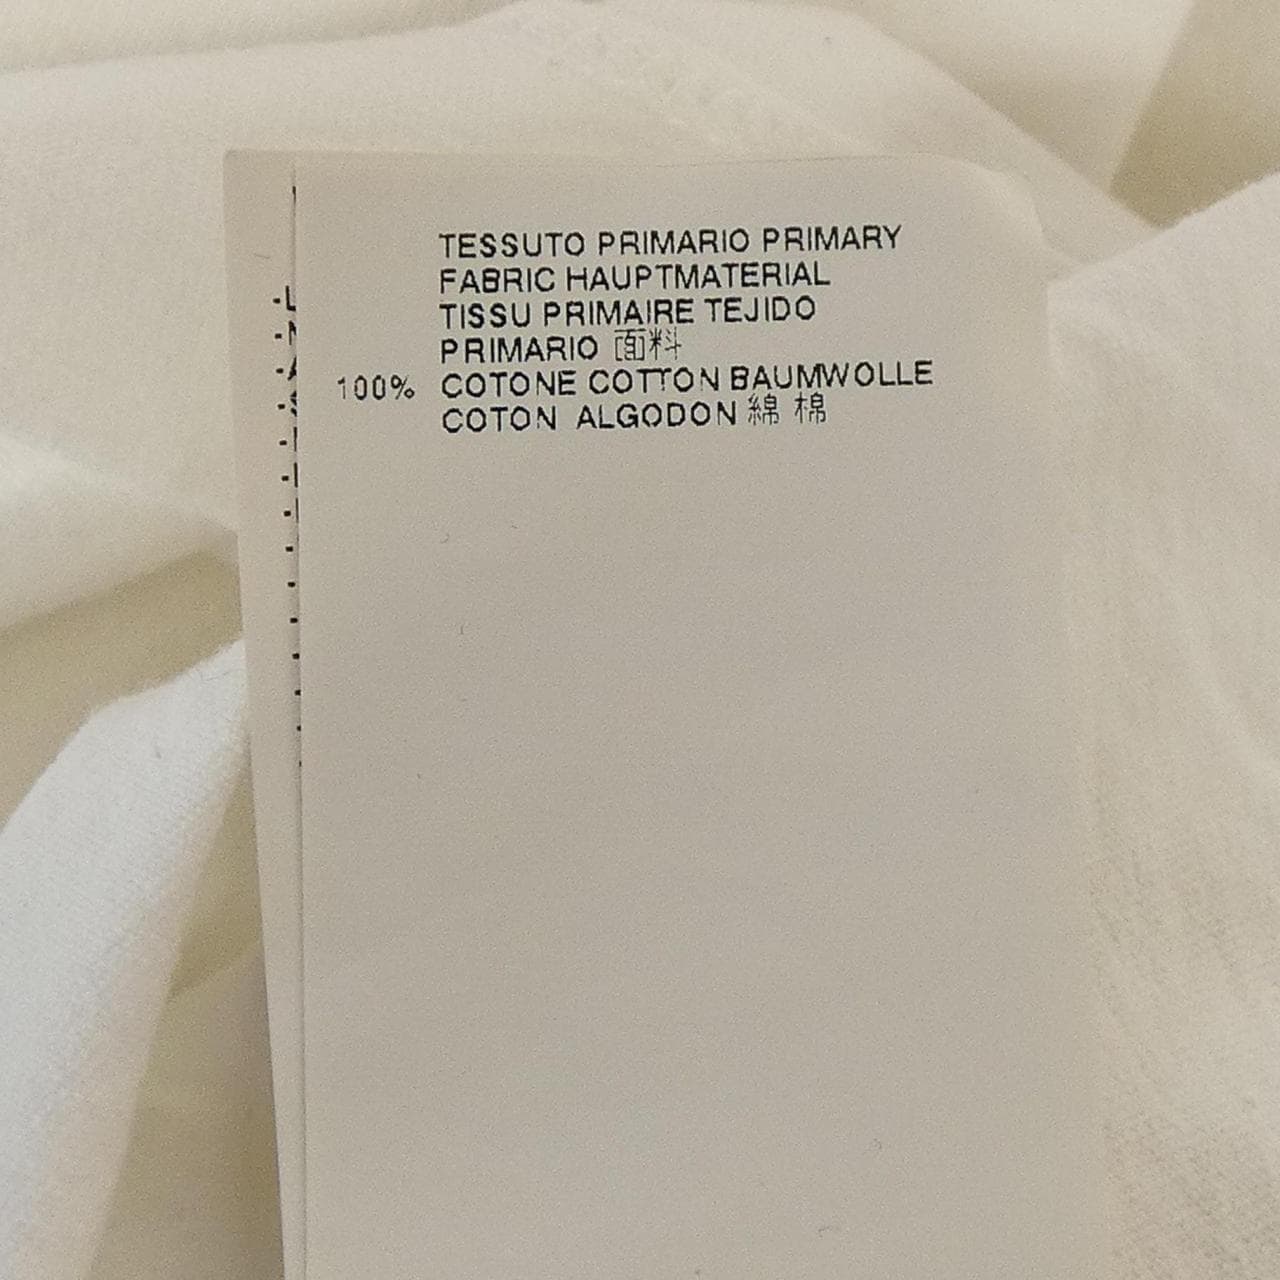 TESSUTO PRIMARIO PRIMARY
FABRIC HAUPTMATERIAL
TISSU PRIMAIRE TEJIDO
PRIMARIO 面料
100% COTONE COTTON BAUMWOLLE
COTON ALGODON 綿 棉